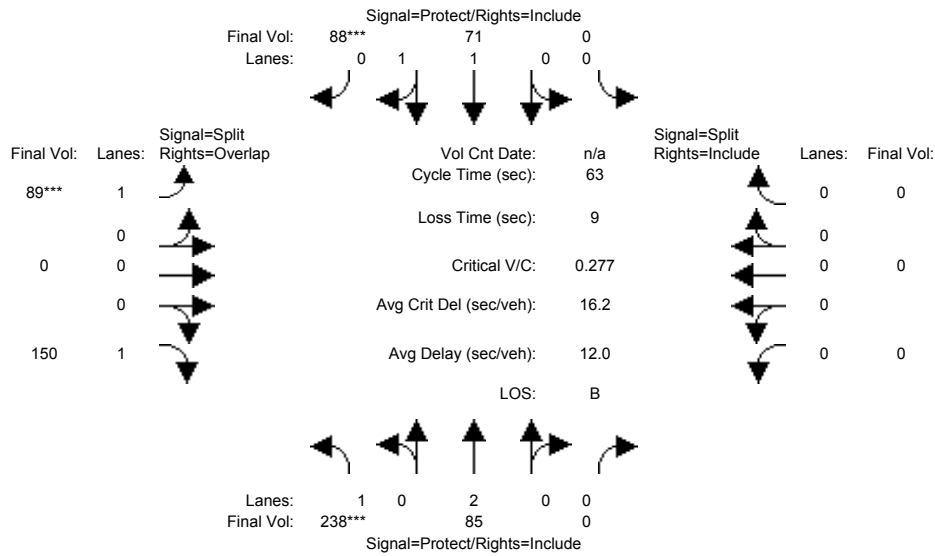 Signal=Protect/Rights=Include
Final Vol: 88*** 71 0
Lanes: 0 1 1 0 0
Signal=Split Signal=Split
Final Vol: Lanes: Rights=Overlap Vol Cnt Date: n/a Rights=Include Lanes: Final Vol:
Cycle Time (sec): 63
89*** 1 0 0
Loss Time (sec): 9
0 0
0 0 Critical V/C: 0.277 0 0
0 Avg Crit Del (sec/veh): 16.2 0
150 1 Avg Delay (sec/veh): 12.0 0 0
LOS: B
Lanes: 1 0 2 0 0
Final Vol: 238*** 85 0
Signal=Protect/Rights=Include